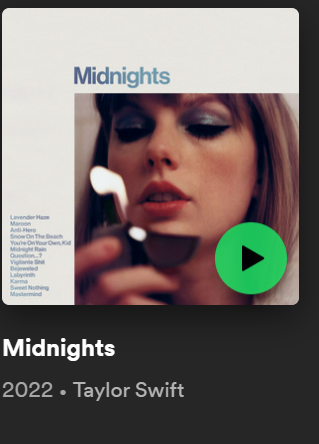 Midnights
Lavender Haze
Maroon
Anti-Hero
Snow On The Beach
You're On Your Own, Kid
Midnight Rain
Question...?
Vigilante Shit
Bejeweled
Labyrinth
Karma
Sweet Nothing
Mastermind
Midnights
2022 • Taylor Swift